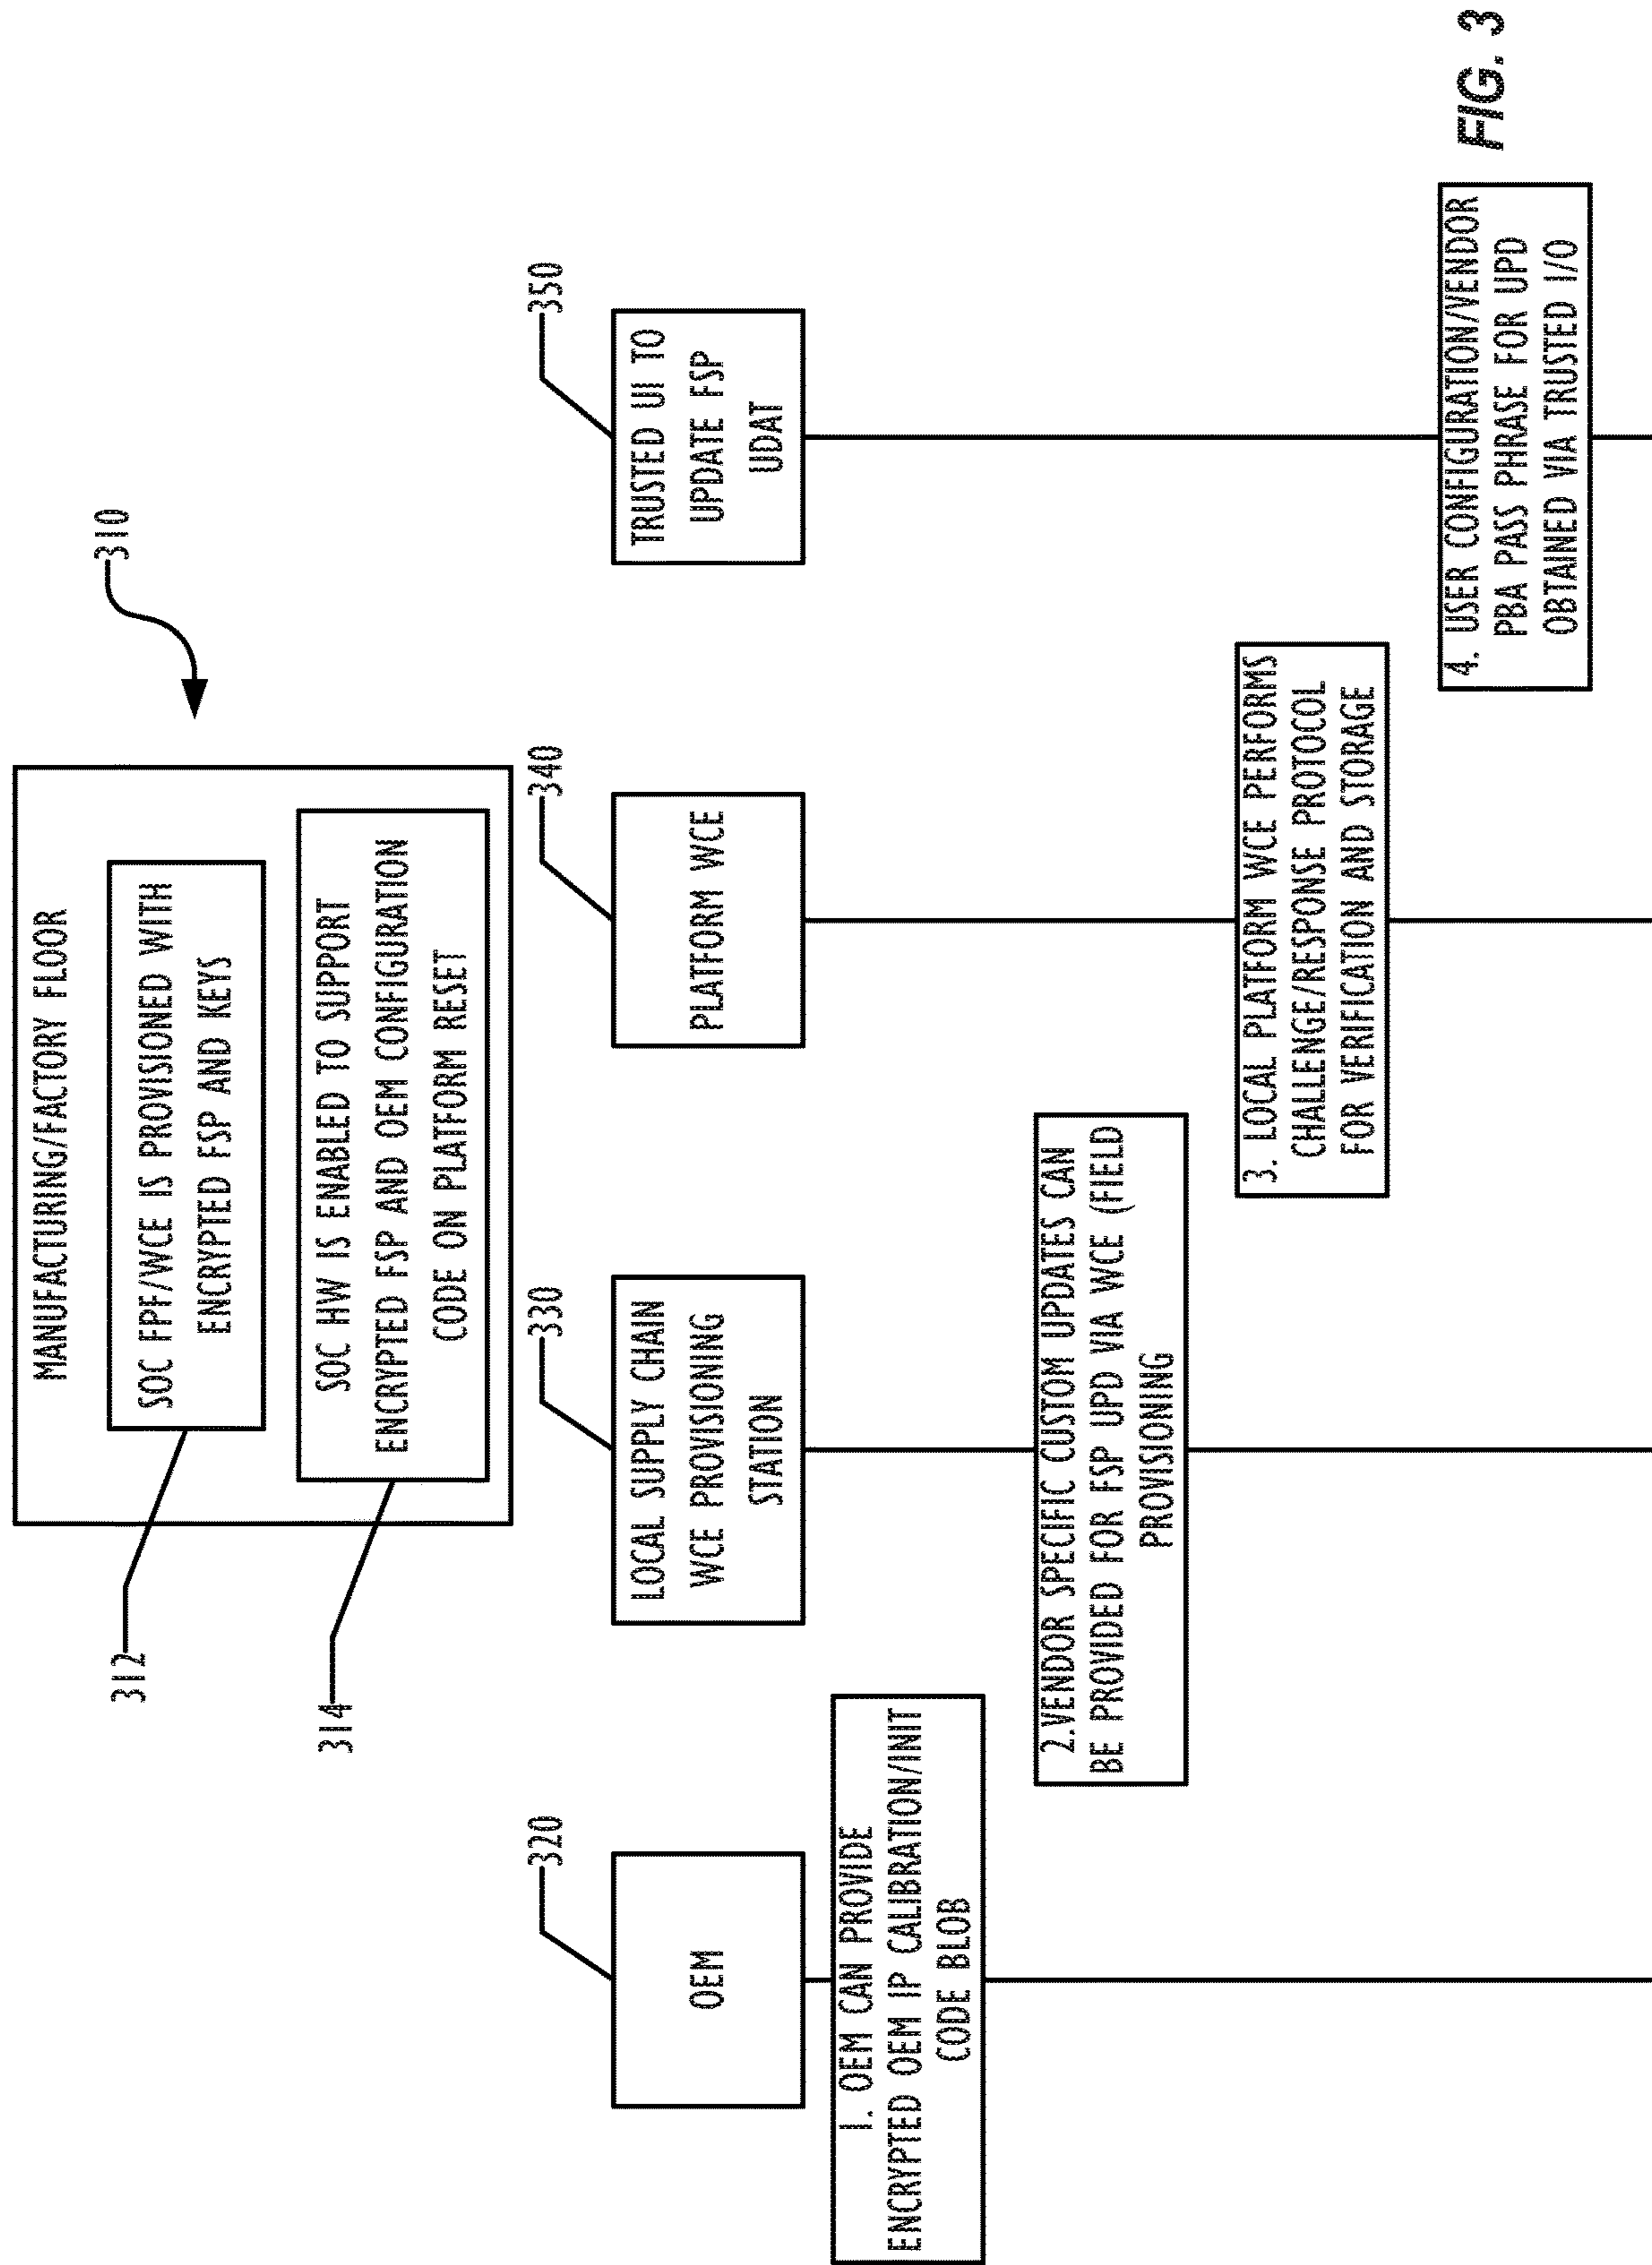 310
MANUFACTURING/FACTORY FLOOR
312
SOC FPF/WCE IS PROVISIONED WITH
ENCRYPTED FSP AND KEYS
314
SOC HW IS ENABLED TO SUPPORT
ENCRYPTED FSP AND OEM CONFIGURATION
CODE ON PLATFORM RESET
320
OEM
330
LOCAL SUPPLY CHAIN
WCE PROVISIONING
STATION
340
PLATFORM WCE
350
TRUSTED UI TO
UPDATE FSP
UDAT
1. OEM CAN PROVIDE
ENCRYPTED OEM IP CALIBRATION/INIT
CODE BLOB
2.VENDOR SPECIFIC CUSTOM UPDATES CAN
BE PROVIDED FOR FSP UPD VIA WCE (FIELD
PROVISIONING
3. LOCAL PLATFORM WCE PERFORMS
CHALLENGE/RESPONSE PROTOCOL
FOR VERIFICATION AND STORAGE
4. USER CONFIGURATION/VENDOR
PBA PASS PHRASE FOR UPD
OBTAINED VIA TRUSTED I/O
FIG. 3